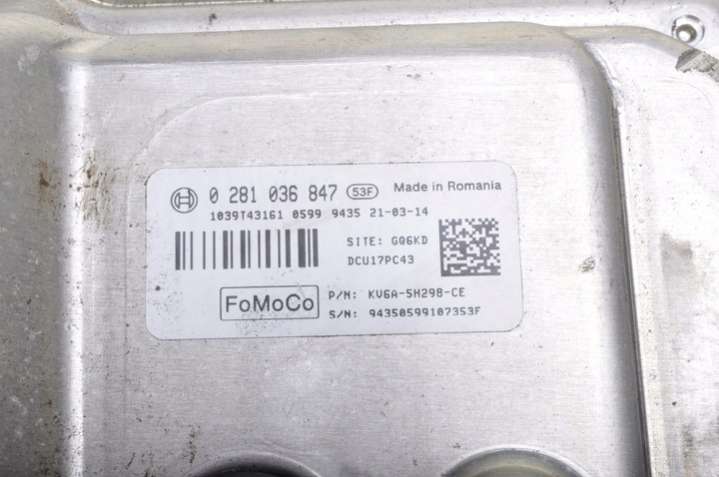 0 281 036 847 53F Made in Romania
1039T43161 0599 9435 21-03-14
SITE: GQ6KD
DCU17PC43
FoMoCo
P/N: KV6A-5H298-CE
S/N: 94350599107353F